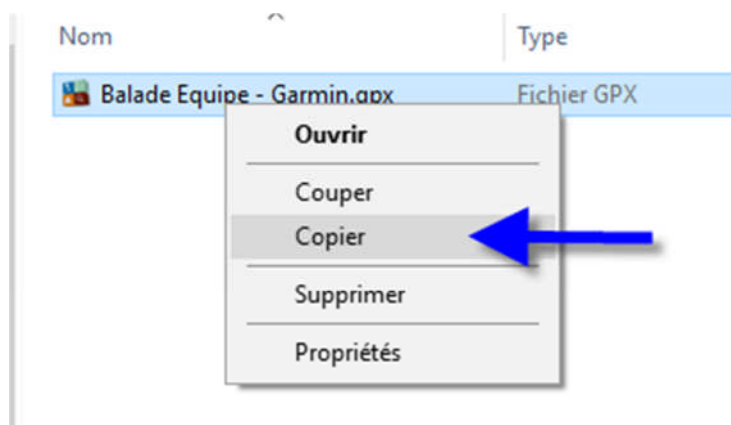 Nom Type
Balade Equipe - Garmin.gpx Fichier GPX
Ouvrir
Couper
Copier
Supprimer
Propriétés